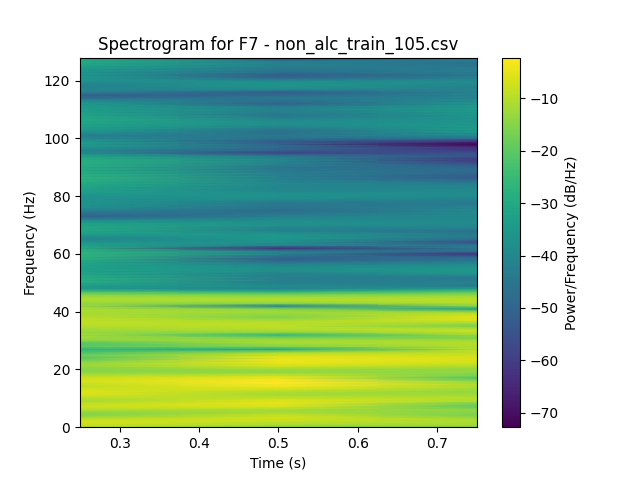 Spectrogram for F7 - non_alc_train_105.csv
120
100
80
60
40
20
0
Frequency (Hz)
0.3 0.4 0.5 0.6 0.7
Time (s)
−10
−20
−30
−40
−50
−60
−70
Power/Frequency (dB/Hz)